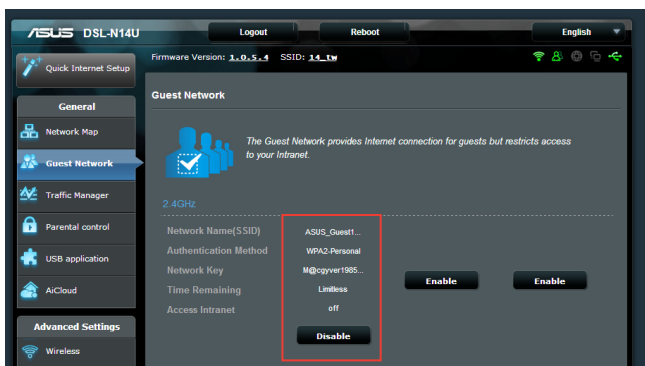 ASUS DSL-N14U Logout Reboot English
Quick Internet Setup
Firmware Version: 1.0.5.4 SSID: 14_tw
General
Network Map
Guest Network
Traffic Manager
Parental control
USB application
AiCloud
Advanced Settings
Wireless
Guest Network
The Guest Network provides Internet connection for guests but restricts access
to your Intranet.
2.4GHz
Network Name(SSID) ASUS_Guest1...
Authentication Method WPA2-Personal
Network Key M@cgyver1985...
Time Remaining Limitless
Access Intranet off
Disable
Enable
Enable